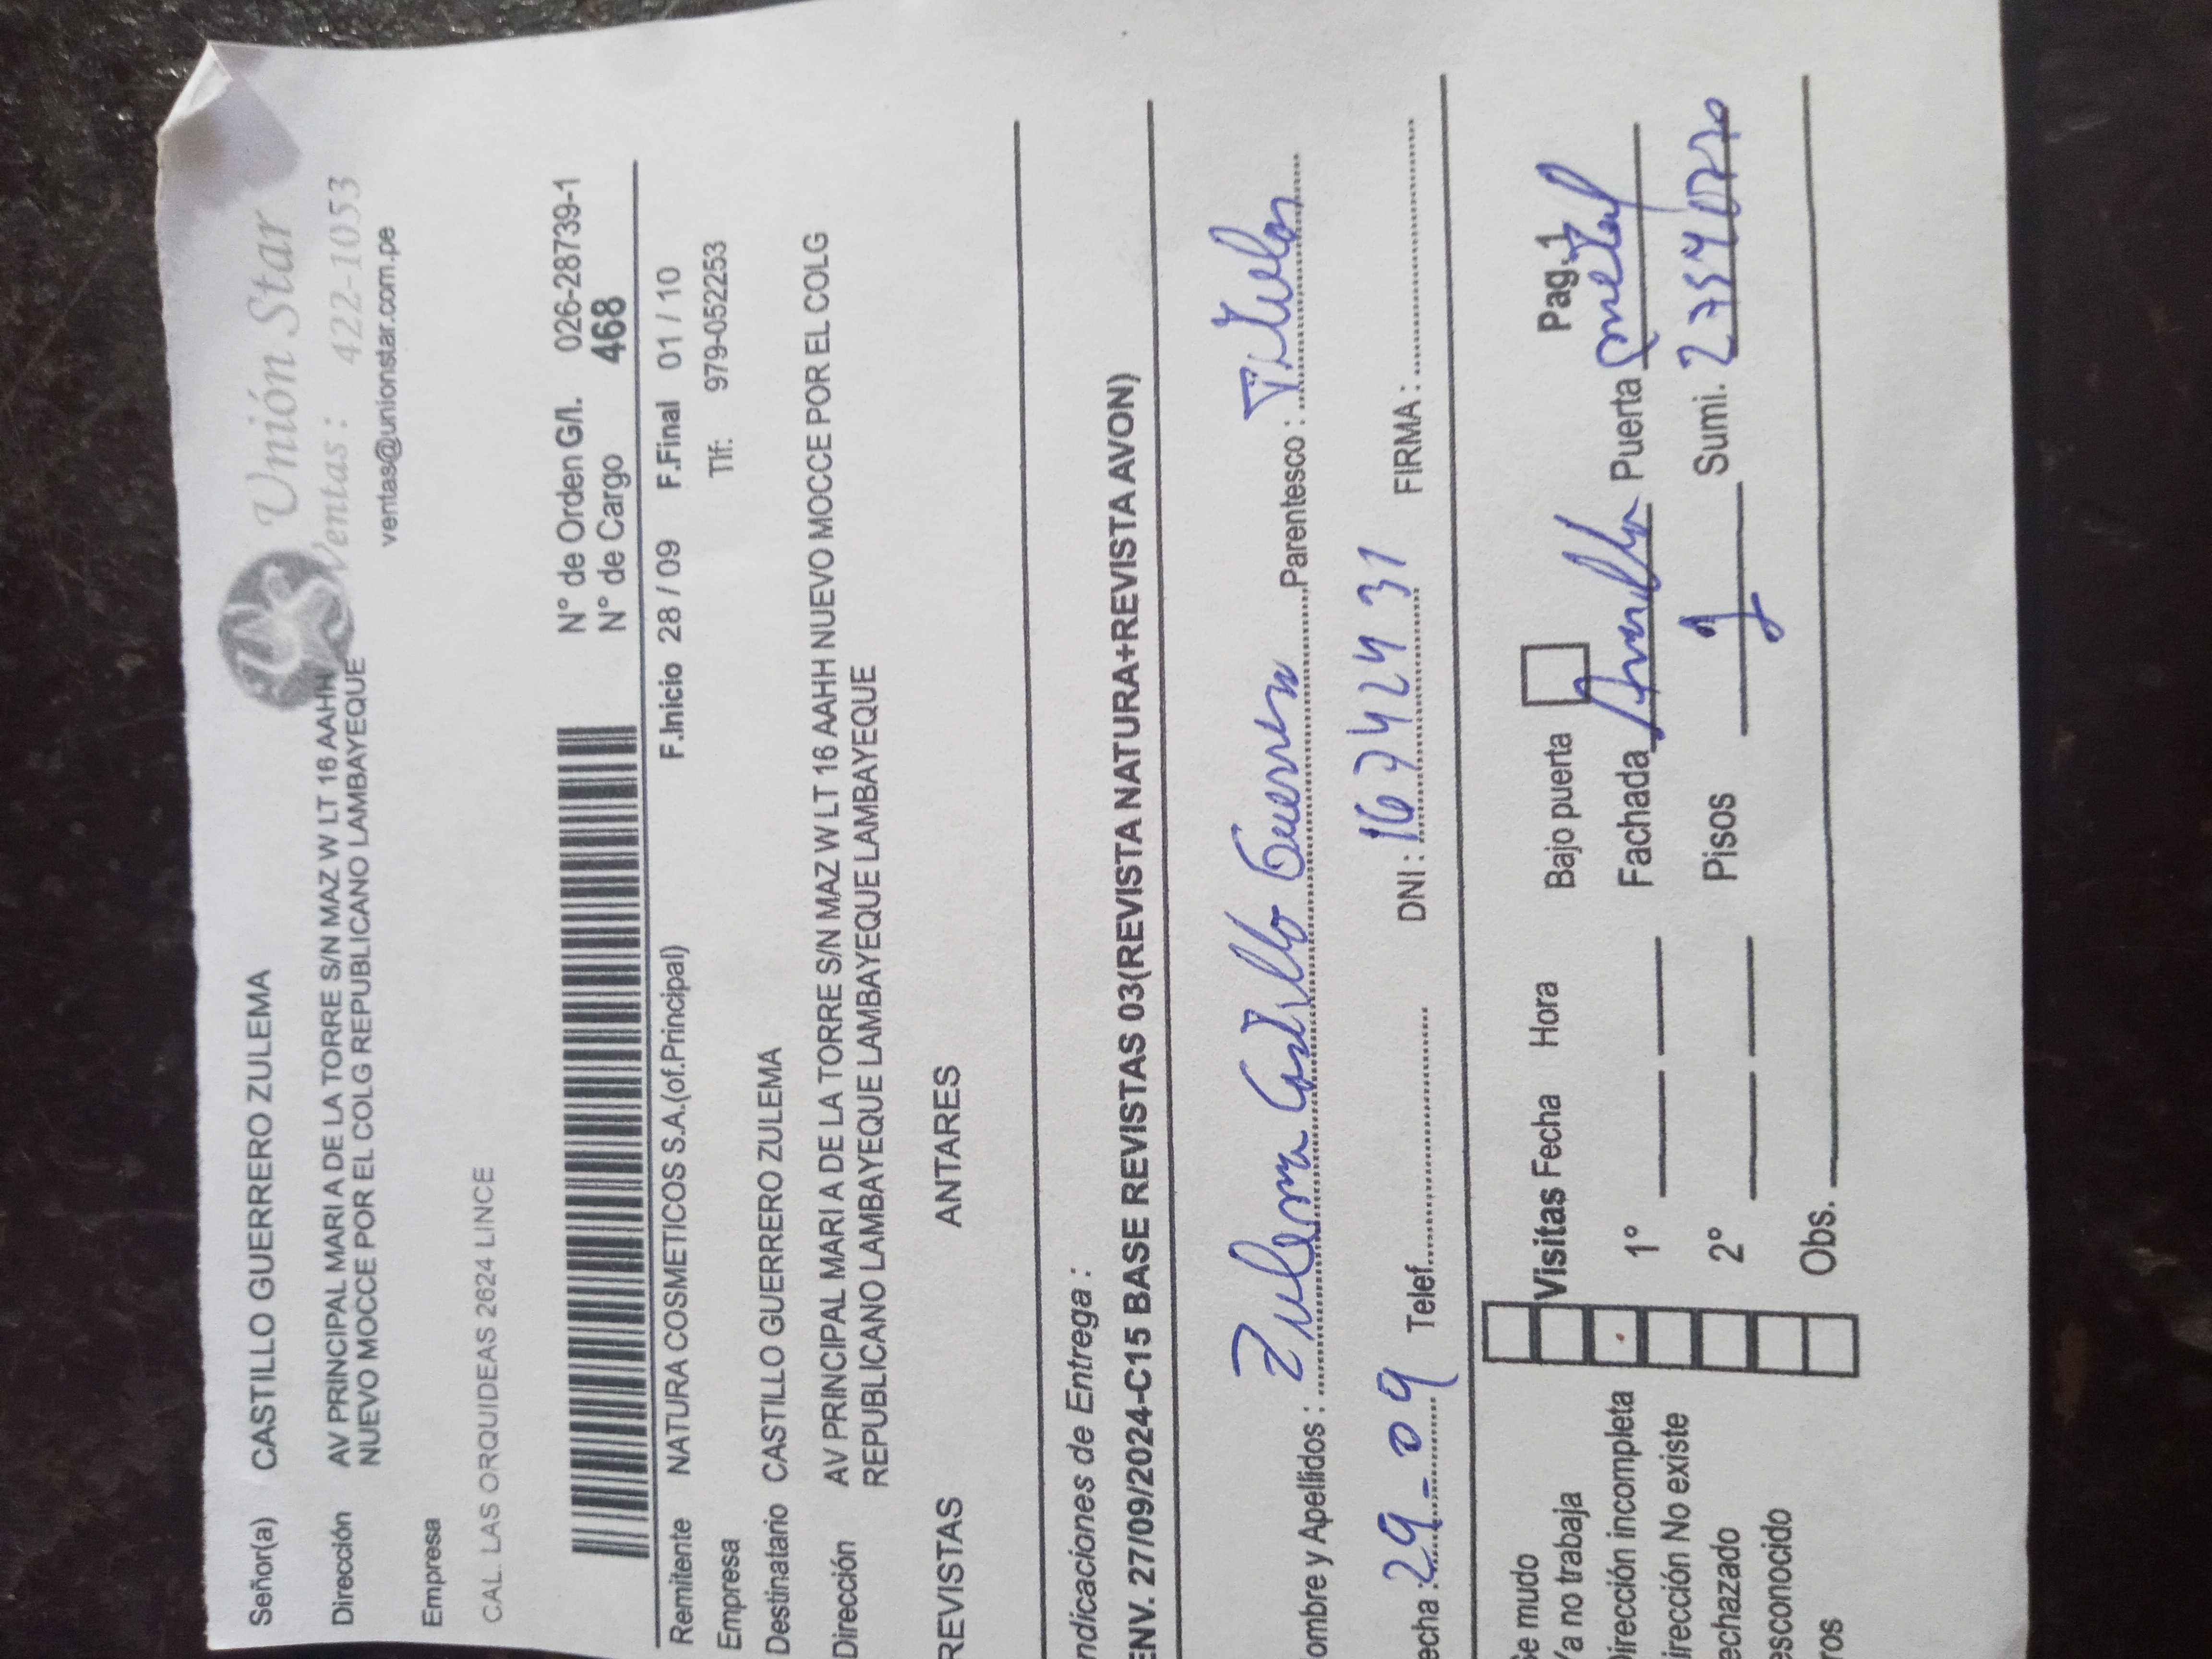 Señor(a) CASTILLO GUERRERO ZULEMA
Unión Star
Ventas: 422-1053
ventas@unionstar.com.pe
Dirección AV PRINCIPAL MARI A DE LA TORRE S/N MAZ W LT 16 AAHH
NUEVO MOCCE POR EL COLG REPUBLICANO LAMBAYEQUE
Empresa
CAL. LAS ORQUIDEAS 2624 LINCE
N° de Orden G/l. 026-28739-1
N° de Cargo 468
Remitente NATURA COSMETICOS S.A.(of.Principal) F.Inicio 28 / 09 F.Final 01 / 10
Empresa Tlf: 979-052253
Destinatario CASTILLO GUERRERO ZULEMA
Dirección AV PRINCIPAL MARI A DE LA TORRE S/N MAZ W LT 16 AAHH NUEVO MOCCE POR EL COLG
REPUBLICANO LAMBAYEQUE LAMBAYEQUE LAMBAYEQUE
REVISTAS ANTARES
ndicaciones de Entrega :
ENV. 27/09/2024-C15 BASE REVISTAS 03(REVISTA NATURA+REVISTA AVON)
ombre y Apellidos : Zulema Castillo Guerrero Parentesco : Titular
echa : 29-09 Telef. DNI : 16742431 FIRMA :
Se mudo
Ya no trabaja
Dirección incompleta
irección No existe
echazado
esconocido
ros
Visitas Fecha Hora Bajo puerta Pag.1
1° Fachada Amarillo Puerta metal
2° Pisos 1 Sumi.
Obs.